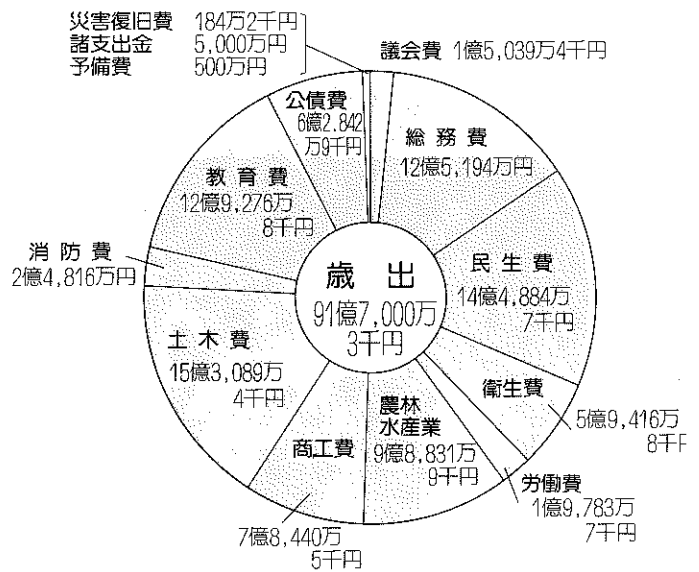 災害復旧費 184万2千円
諸支出金 5,000万円
予備費 500万円
議会費 1億5,039万4千円
総務費
12億5,194万円
民生費
14億4,884万
7千円
衛生費
5億9,416万
8千円
労働費
1億9,783万
7千円
農林
水産業
9億8,831万
9千円
商工費
7億8,440万
5千円
土木費
15億3,089万
4千円
消防費
2億4,816万円
教育費
12億9,276万
8千円
公債費
6億2,842
万9千円
歳出
91億7,000万
3千円